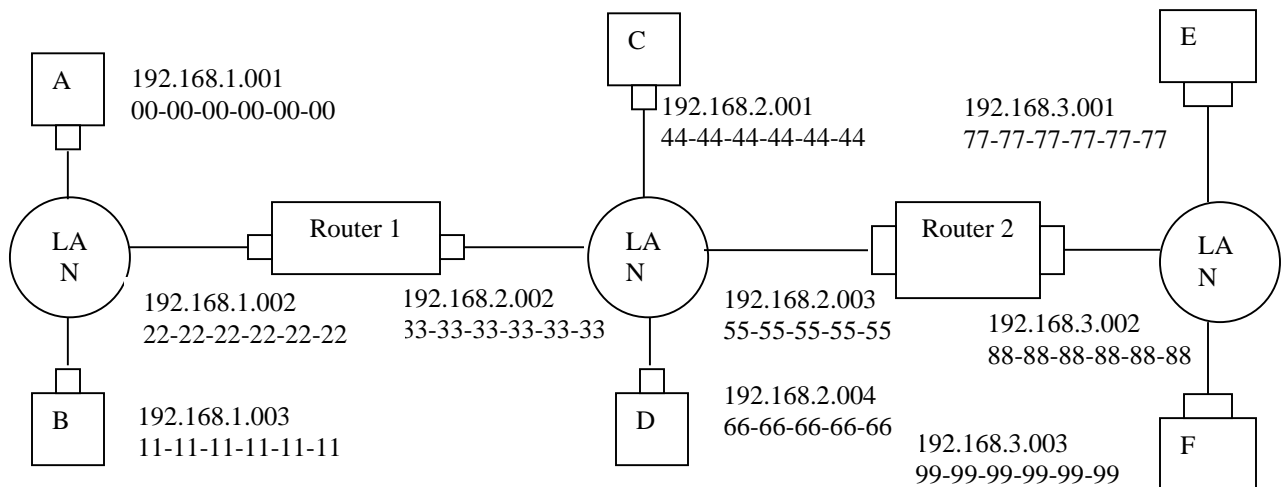 A
192.168.1.001
00-00-00-00-00-00
C
192.168.2.001
44-44-44-44-44-44
E
192.168.3.001
77-77-77-77-77-77
LA
N
Router 1
LA
N
Router 2
LA
N
192.168.1.002
22-22-22-22-22-22
192.168.2.002
33-33-33-33-33-33
192.168.2.003
55-55-55-55-55
192.168.3.002
88-88-88-88-88-88
B
192.168.1.003
11-11-11-11-11-11
D
192.168.2.004
66-66-66-66-66
192.168.3.003
99-99-99-99-99-99
F